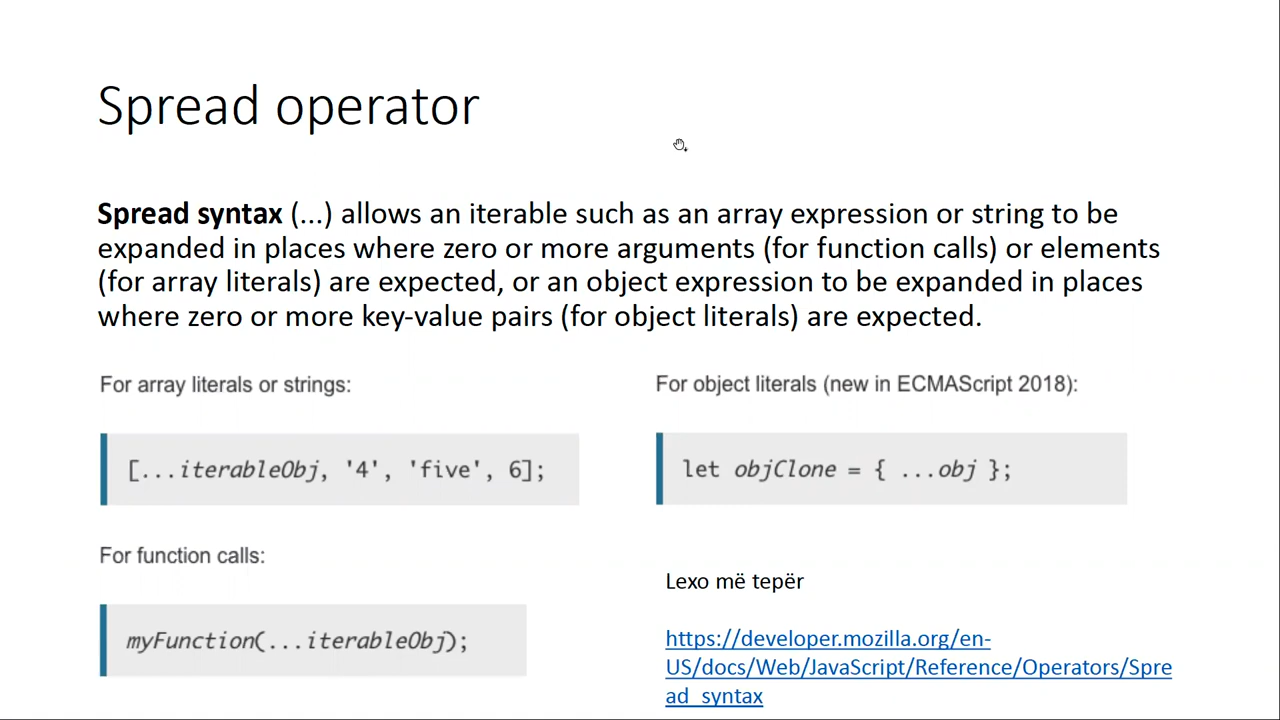 Spread operator
Spread syntax (...) allows an iterable such as an array expression or string to be
expanded in places where zero or more arguments (for function calls) or elements
(for array literals) are expected, or an object expression to be expanded in places
where zero or more key-value pairs (for object literals) are expected.
For array literals or strings:
[...iterableObj, '4', 'five', 6];
For function calls:
myFunction(...iterableObj);
For object literals (new in ECMAScript 2018):
let objClone = { ...obj };
Lexo më tepër
https://developer.mozilla.org/en-
US/docs/Web/JavaScript/Reference/Operators/Spre
ad_syntax